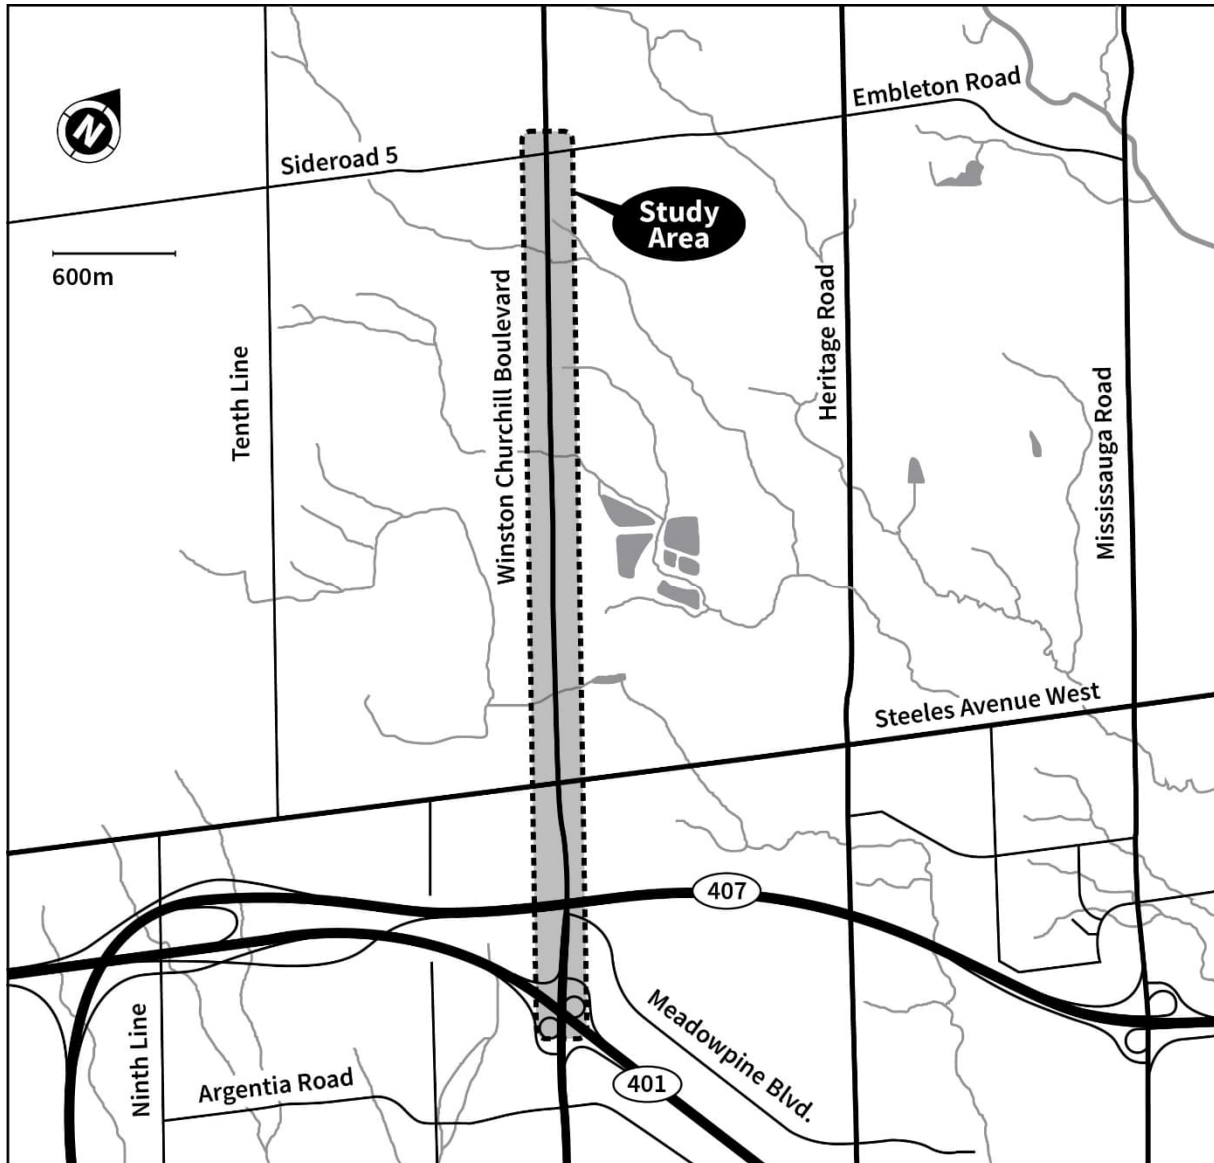 Embleton Road
N
Sideroad 5
Study
Area
600m
Winston Churchill Boulevard
Heritage Road
Tenth Line
Mississauga Road
Steeles Avenue West
407
Ninth Line
Meadowpine Blvd.
Argentia Road
401